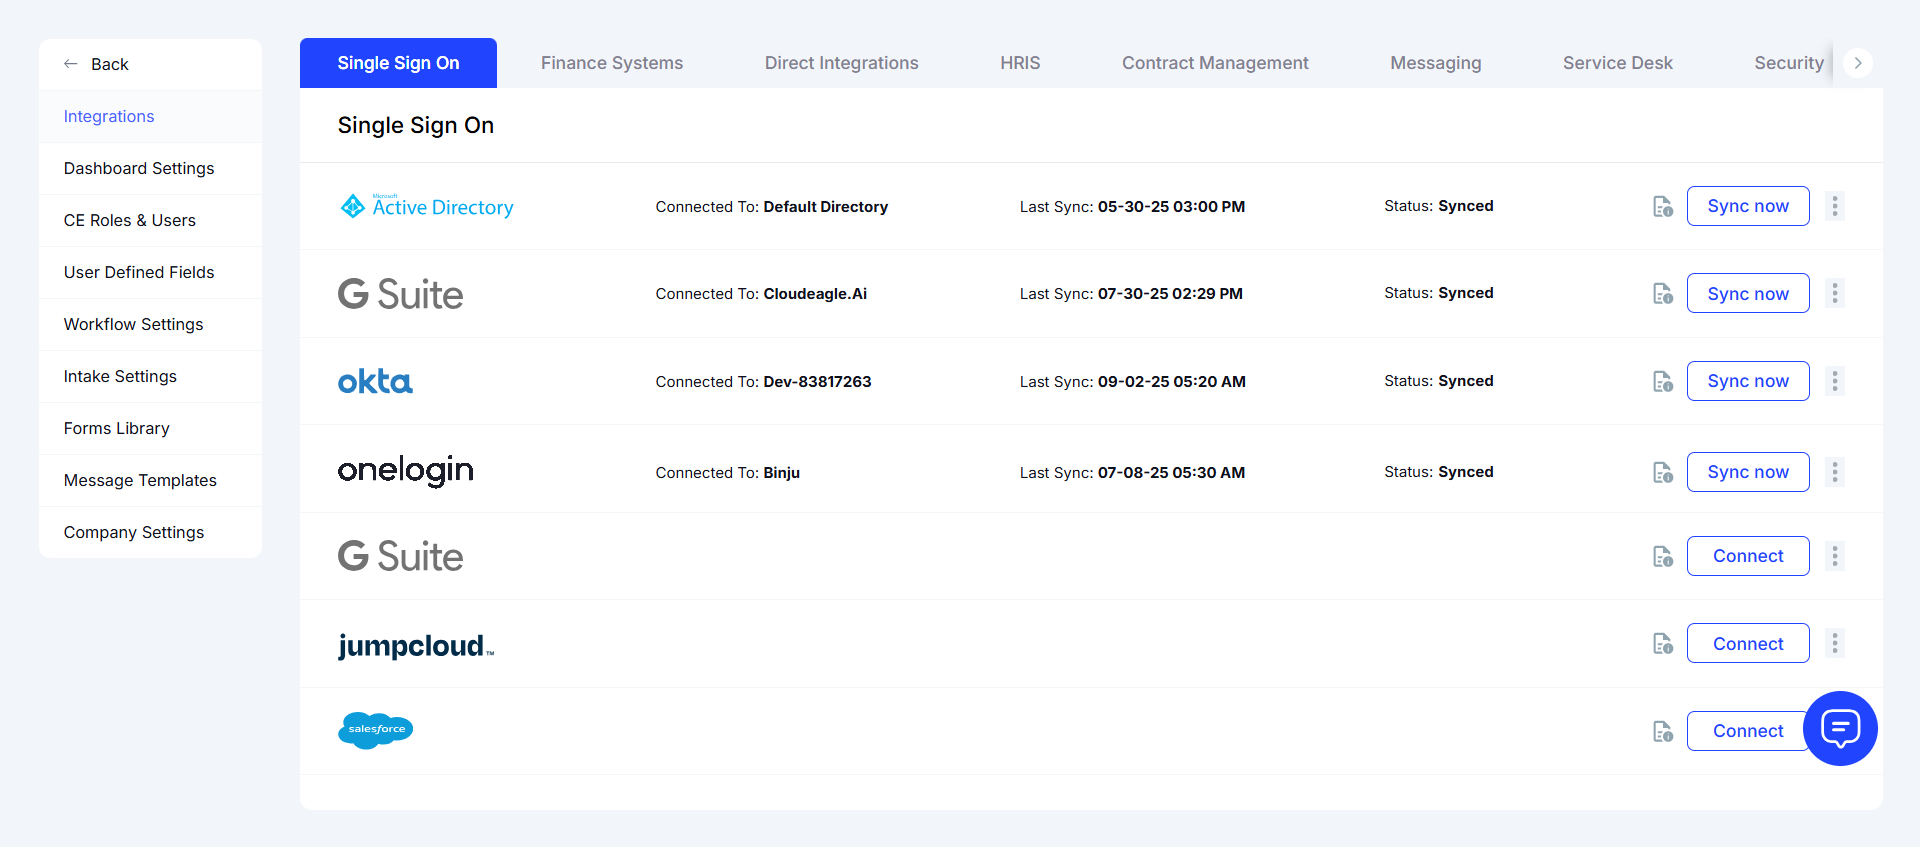 Back
Integrations
Dashboard Settings
CE Roles & Users
User Defined Fields
Workflow Settings
Intake Settings
Forms Library
Message Templates
Company Settings
Single Sign On Finance Systems Direct Integrations HRIS Contract Management Messaging Service Desk Security
Single Sign On
Microsoft
Active Directory Connected To: Default Directory Last Sync: 05-30-25 03:00 PM Status: Synced Sync now
G Suite Connected To: Cloudeagle.Ai Last Sync: 07-30-25 02:29 PM Status: Synced Sync now
okta Connected To: Dev-83817263 Last Sync: 09-02-25 05:20 AM Status: Synced Sync now
onelogin Connected To: Binju Last Sync: 07-08-25 05:30 AM Status: Synced Sync now
G Suite Connect
jumpcloud™ Connect
salesforce Connect